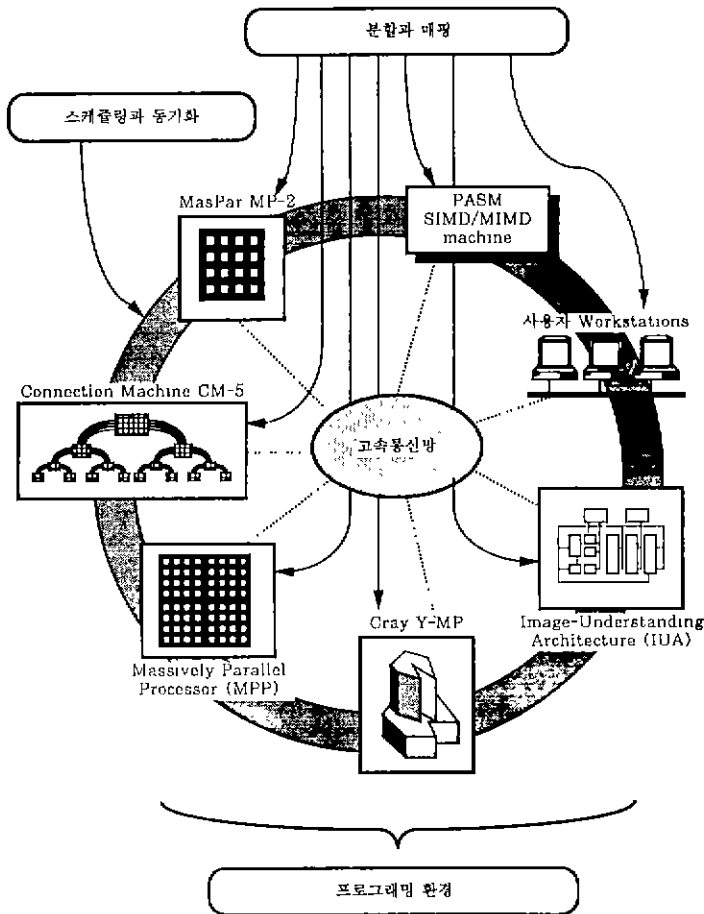 분할과 매핑
스케쥴링과 동기화
MasPar MP-2
PASM
SIMD/MIMD
machine
사용자 Workstations
Connection Machine CM-5
고속통신망
Cray Y-MP
Image-Understanding
Architecture (IUA)
Massively Parallel
Processor (MPP)
프로그래밍 환경